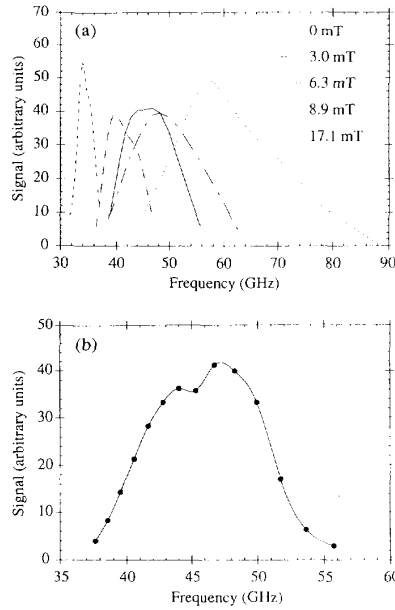 70
(a)
0 mT
60
3.0 mT
50
6.3 mT
40
8.9 mT
30
17.1 mT
20
10
0
Signal (arbitrary units)
30 40 50 60 70 80 90
Frequency (GHz)
50
(b)
40
30
20
10
0
Signal (arbitrary units)
35 40 45 50 55 60
Frequency (GHz)